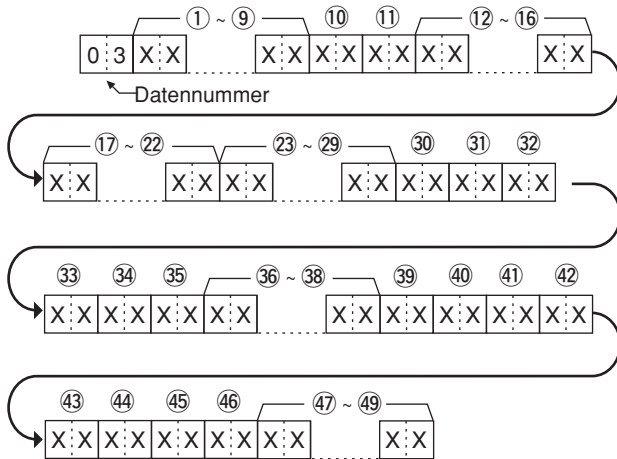 ① ~ ⑨ ⑩ ⑪ ⑫ ~ ⑯
0 3 X X X X X X X X X X X X
Datennummer
⑰ ~ ㉒ ㉓ ~ ㉙ ㉚ ㉛ ㉜
X X X X X X X X X X X X X X
㉝ ㉞ ㉟ ㊱ ~ ㊳ ㊴ ㊵ ㊶ ㊷
X X X X X X X X X X X X X X X X X X
㊸ ㊹ ㊺ ㊻ ㊼ ~ ㊾
X X X X X X X X X X X X